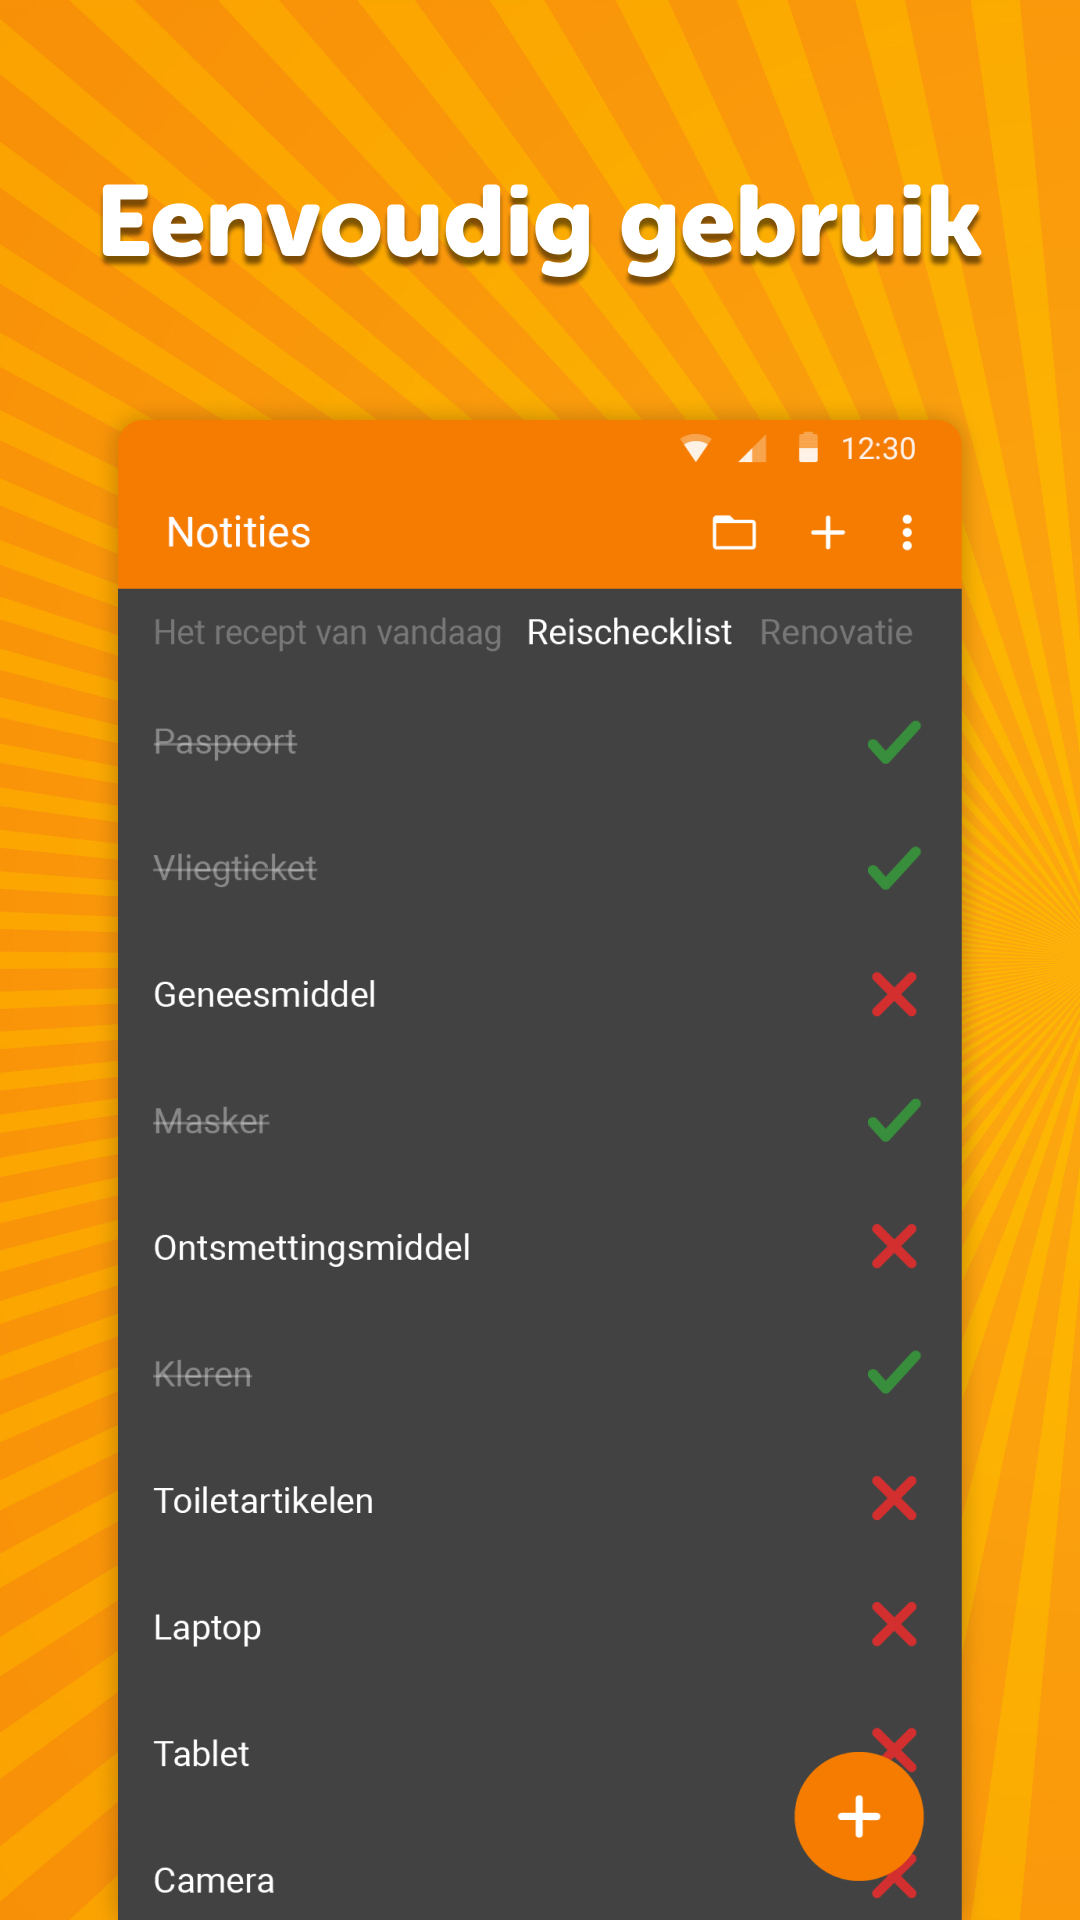 Eenvoudig gebruik
12:30
Notities
Het recept van vandaag Reischecklist Renovatie
Paspoort
Vliegticket
Geneesmiddel
Masker
Ontsmettingsmiddel
Kleren
Toiletartikelen
Laptop
Tablet
Camera